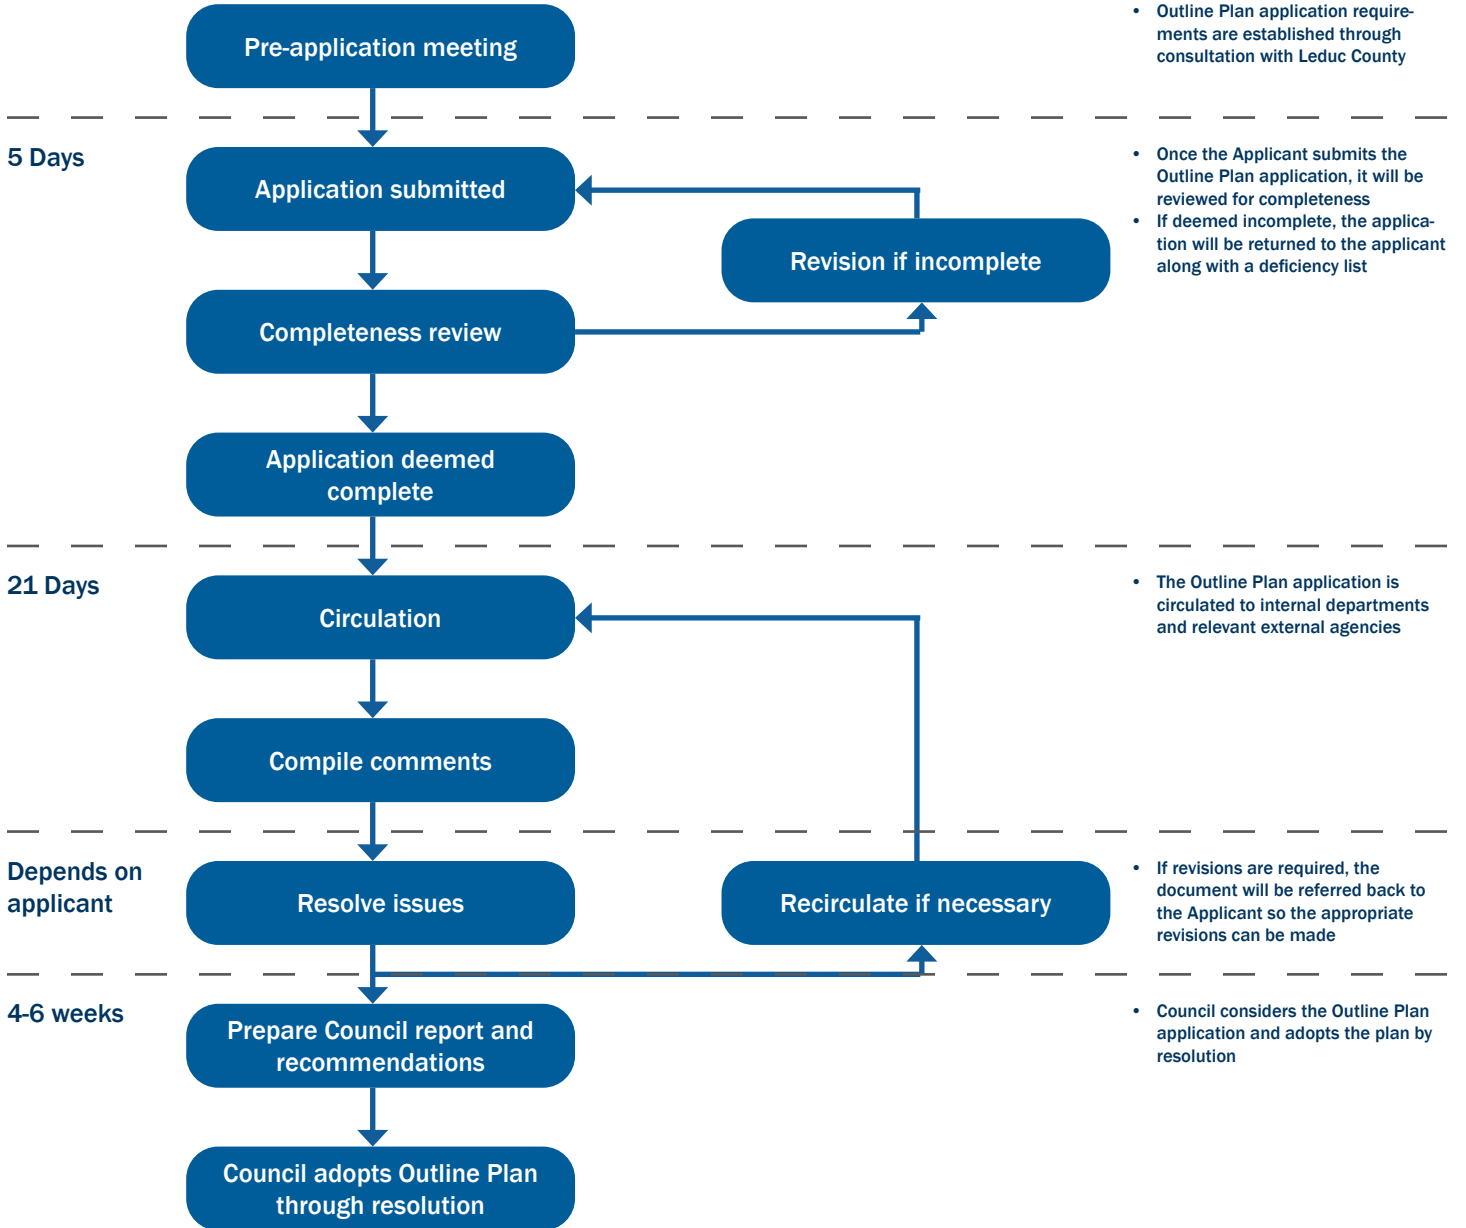 Pre-application meeting
• Outline Plan application require-
ments are established through
consultation with Leduc County
5 Days
Application submitted
• Once the Applicant submits the
Outline Plan application, it will be
reviewed for completeness
• If deemed incomplete, the applica-
tion will be returned to the applicant
along with a deficiency list
Revision if incomplete
Completeness review
Application deemed
complete
21 Days
Circulation
• The Outline Plan application is
circulated to internal departments
and relevant external agencies
Compile comments
Depends on
applicant
Resolve issues
Recirculate if necessary
• If revisions are required, the
document will be referred back to
the Applicant so the appropriate
revisions can be made
4-6 weeks
Prepare Council report and
recommendations
• Council considers the Outline Plan
application and adopts the plan by
resolution
Council adopts Outline Plan
through resolution